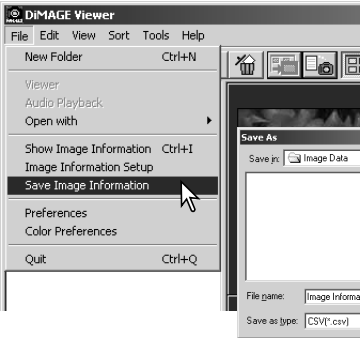 DiMAGE Viewer
File Edit View Sort Tools Help
New Folder Ctrl+N
Viewer
Audio Playback
Open with
Show Image Information Ctrl+I
Image Information Setup
Save Image Information
Preferences
Color Preferences
Quit Ctrl+Q
Save As
Save in: Image Data
File name: Image Informa
Save as type: CSV(*.csv)